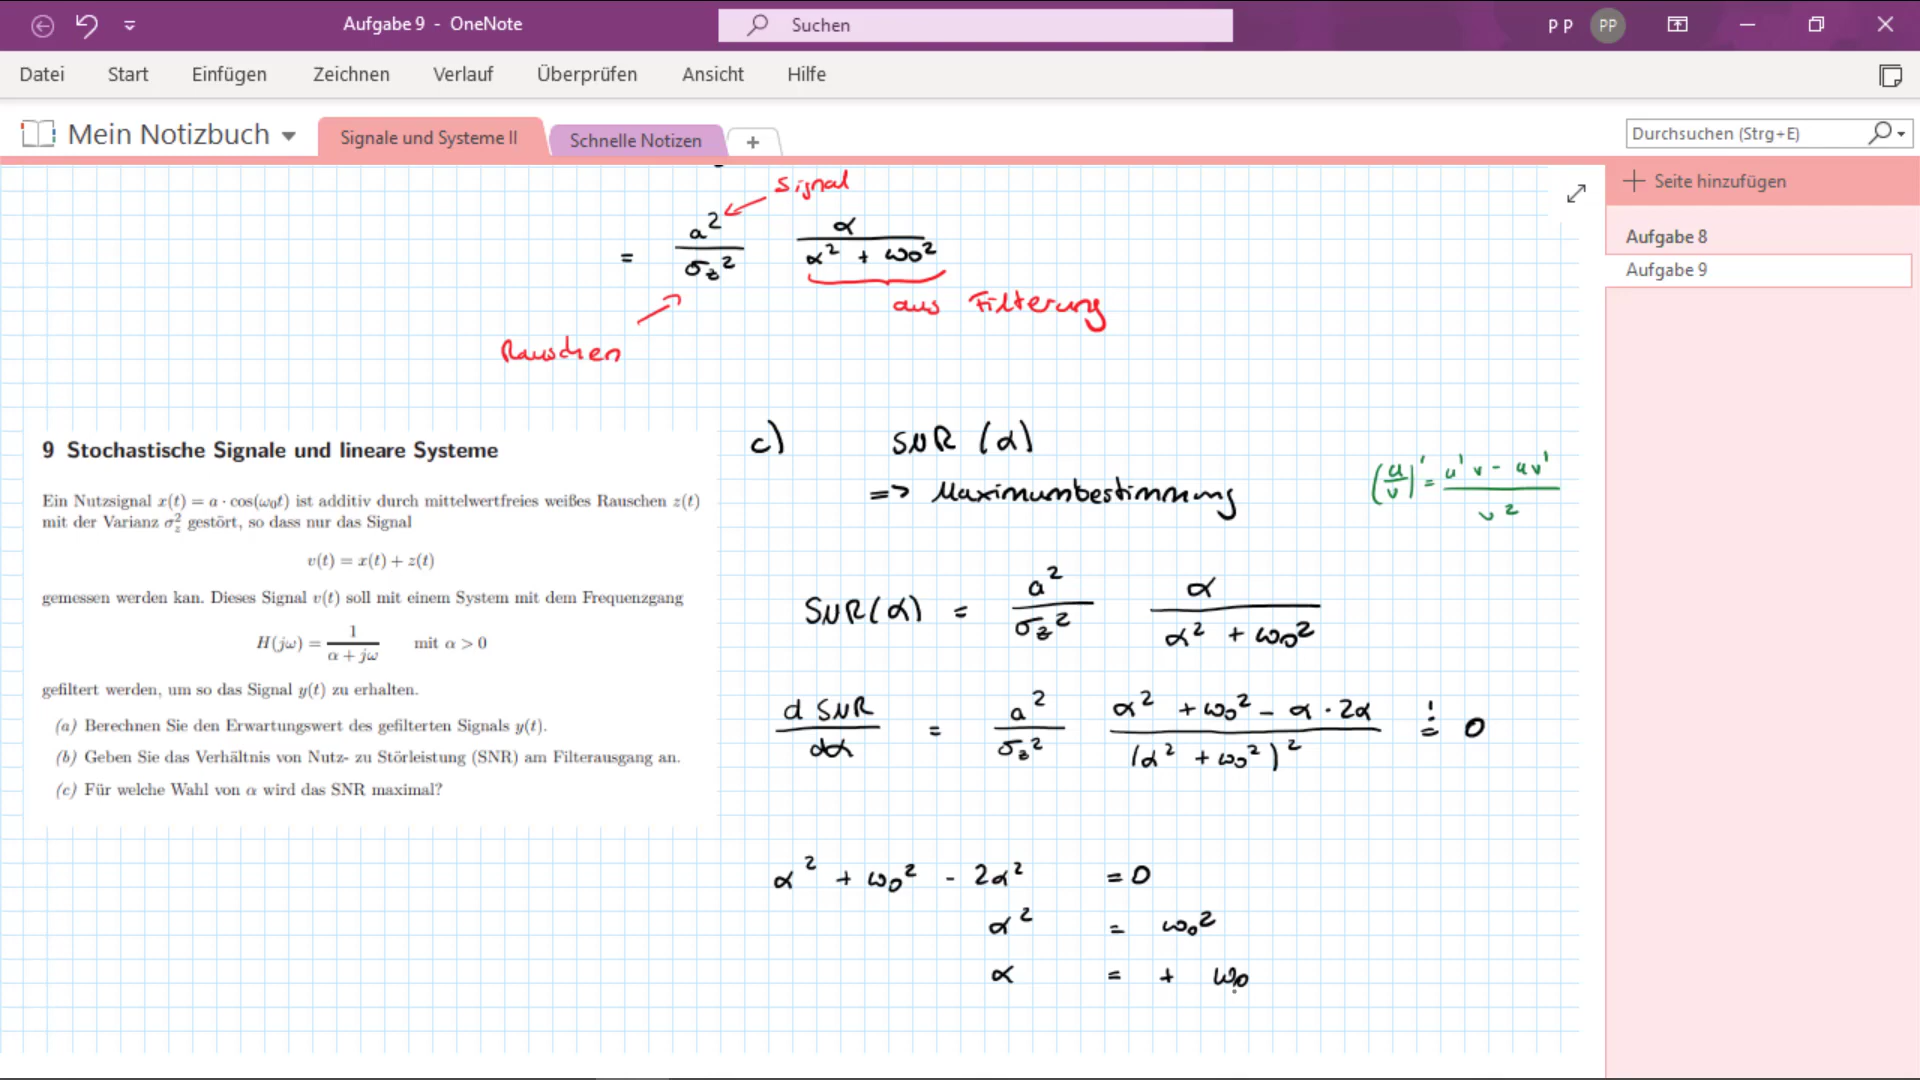 Aufgabe 9 - OneNote
Suchen
P P
PP
Datei Start Einfügen Zeichnen Verlauf Überprüfen Ansicht Hilfe
Mein Notizbuch
Signale und Systeme II
Schnelle Notizen
+
Durchsuchen (Strg+E)
Seite hinzufügen
Aufgabe 8
Aufgabe 9
Signal
= a² / σz² α / (α² + ω0²)
aus Filterung
Rauschen
9 Stochastische Signale und lineare Systeme
Ein Nutzsignal x(t) = a · cos(ω₀t) ist additiv durch mittelwertfreies weißes Rauschen z(t)
mit der Varianz σz² gestört, so dass nur das Signal
v(t) = x(t) + z(t)
gemessen werden kan. Dieses Signal v(t) soll mit einem System mit dem Frequenzgang
H(jω) = 1 / (α + jω) mit α > 0
gefiltert werden, um so das Signal y(t) zu erhalten.
(a) Berechnen Sie den Erwartungswert des gefilterten Signals y(t).
(b) Geben Sie das Verhältnis von Nutz- zu Störleistung (SNR) am Filterausgang an.
(c) Für welche Wahl von α wird das SNR maximal?
c) SNR (α)
=> Maximumbestimmung
(u/v)' = (u'v - uv') / v²
SNR(α) = a² / σz² α / (α² + ω0²)
d SNR / dα = a² / σz² (α² + ω0² - α · 2α) / (α² + ω0²)² =! 0
α² + ω0² - 2α² = 0
α² = ω0²
α = + ω0